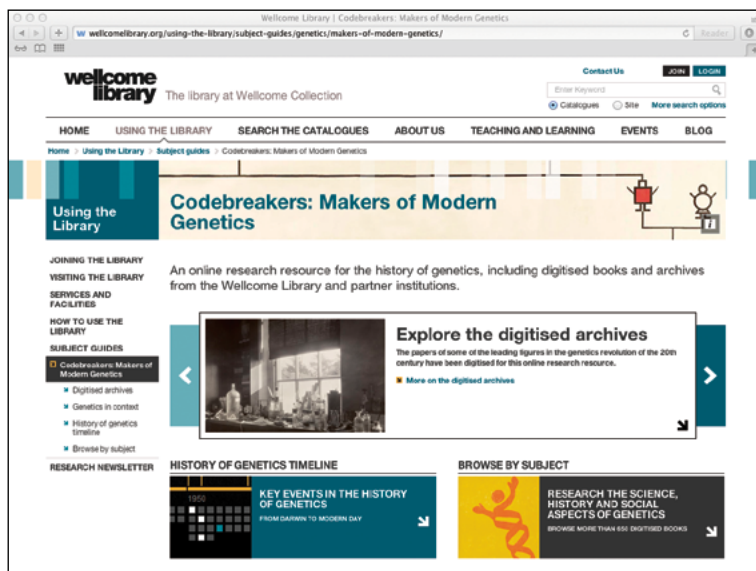 Wellcome Library | Codebreakers: Makers of Modern Genetics
W wellcomelibrary.org/using-the-library/subject-guides/genetics/makers-of-modern-genetics/
Reader
Contact Us
JOIN
LOGIN
wellcome
library
The library at Wellcome Collection
Enter Keyword
Catalogues
Site
More search options
HOME
USING THE LIBRARY
SEARCH THE CATALOGUES
ABOUT US
TEACHING AND LEARNING
EVENTS
BLOG
Home > Using the Library > Subject guides > Codebreakers: Makers of Modern Genetics
Using the
Library
Codebreakers: Makers of Modern
Genetics
i
JOINING THE LIBRARY
VISITING THE LIBRARY
SERVICES AND
FACILITIES
HOW TO USE THE
LIBRARY
SUBJECT GUIDES
Codebreakers: Makers of
Modern Genetics
Digitised archives
Genetics in context
History of genetics
timeline
Browse by subject
RESEARCH NEWSLETTER
An online research resource for the history of genetics, including digitised books and archives
from the Wellcome Library and partner institutions.
Explore the digitised archives
The papers of some of the leading figures in the genetics revolution of the 20th
century have been digitised for this online research resource.
More on the digitised archives
HISTORY OF GENETICS TIMELINE
1950
KEY EVENTS IN THE HISTORY
OF GENETICS
FROM DARWIN TO MODERN DAY
BROWSE BY SUBJECT
RESEARCH THE SCIENCE,
HISTORY AND SOCIAL
ASPECTS OF GENETICS
BROWSE MORE THAN 650 DIGITISED BOOKS